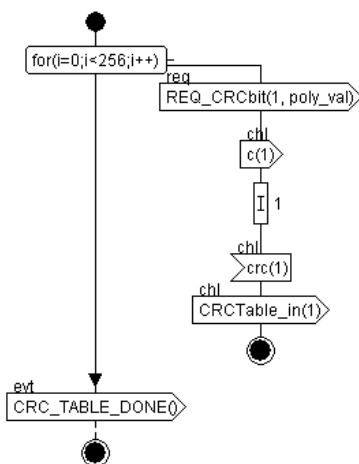 for(i=0;i<256;i++)
req
REQ_CRCbit(1, poly_val)
chl
c(1)
I 1
chl
crc(1)
chl
CRCTable_in(1)
evt
CRC_TABLE_DONE()